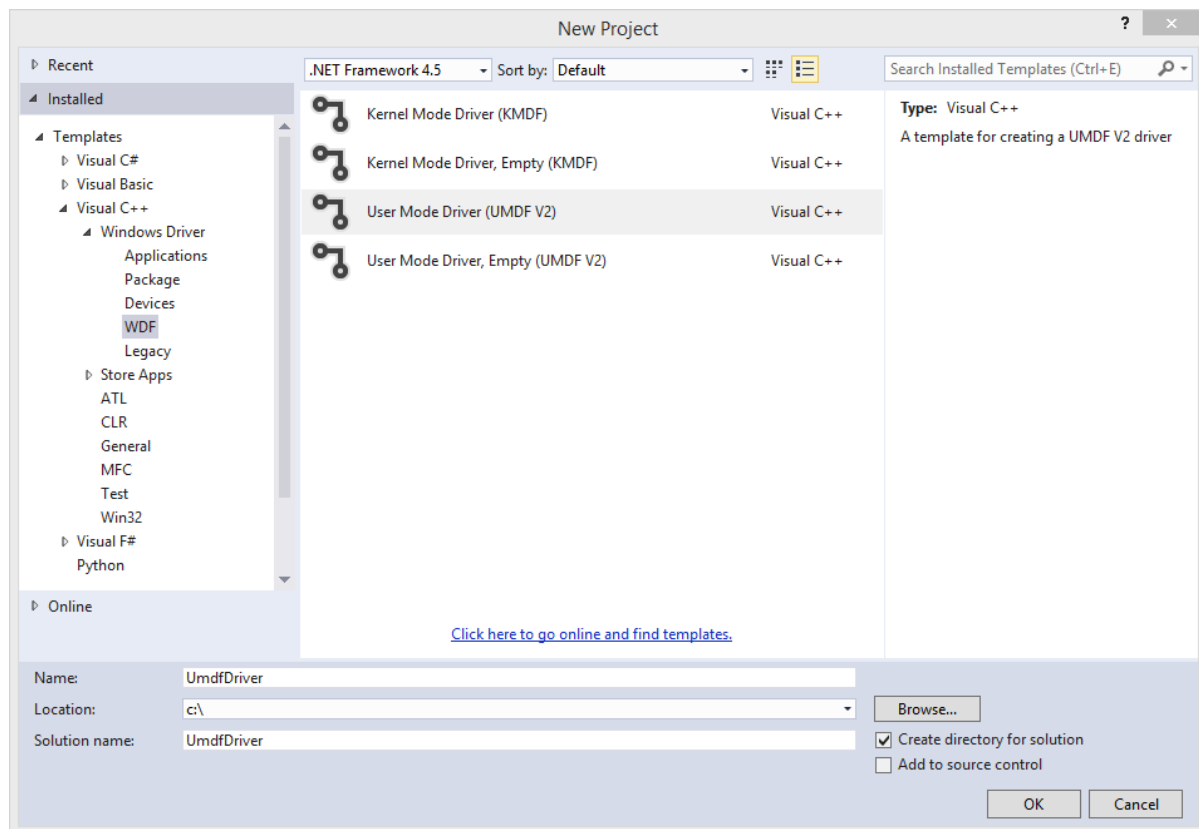 New Project
?
Recent
Installed
Templates
Visual C#
Visual Basic
Visual C++
Windows Driver
Applications
Package
Devices
WDF
Legacy
Store Apps
ATL
CLR
General
MFC
Test
Win32
Visual F#
Python
Online
.NET Framework 4.5 Sort by: Default
Kernel Mode Driver (KMDF) Visual C++
Kernel Mode Driver, Empty (KMDF) Visual C++
User Mode Driver (UMDF V2) Visual C++
User Mode Driver, Empty (UMDF V2) Visual C++
Click here to go online and find templates.
Search Installed Templates (Ctrl+E)
Type: Visual C++
A template for creating a UMDF V2 driver
Name: UmdfDriver
Location: c:\
Solution name: UmdfDriver
Browse...
Create directory for solution
Add to source control
OK Cancel